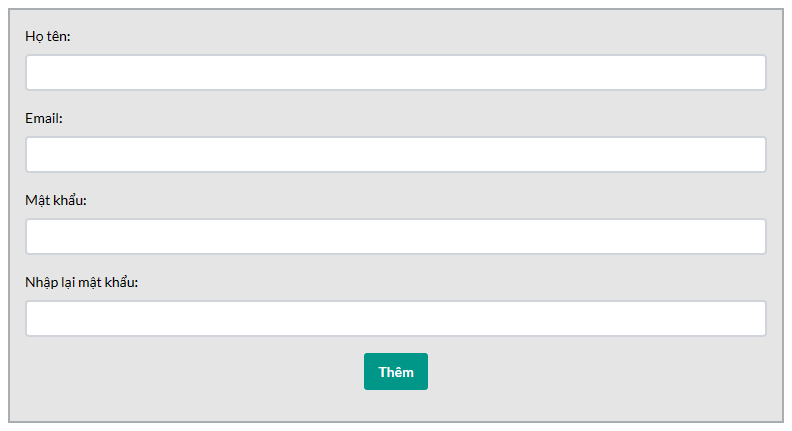 Họ tên:
Email:
Mật khẩu:
Nhập lại mật khẩu:
Thêm